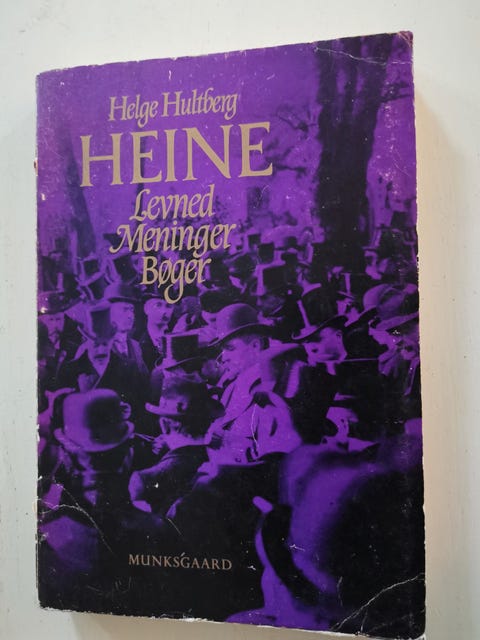 Helge Hultberg
HEINE
Levned
Meninger
Bøger
MUNKSGAARD